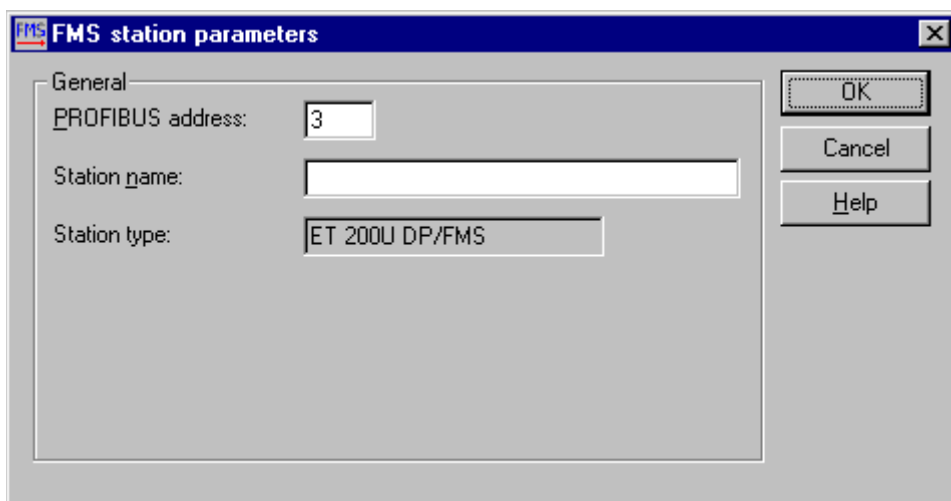 FMS FMS station parameters
General
PROFIBUS address: 3
Station name:
Station type: ET 200U DP/FMS
OK
Cancel
Help